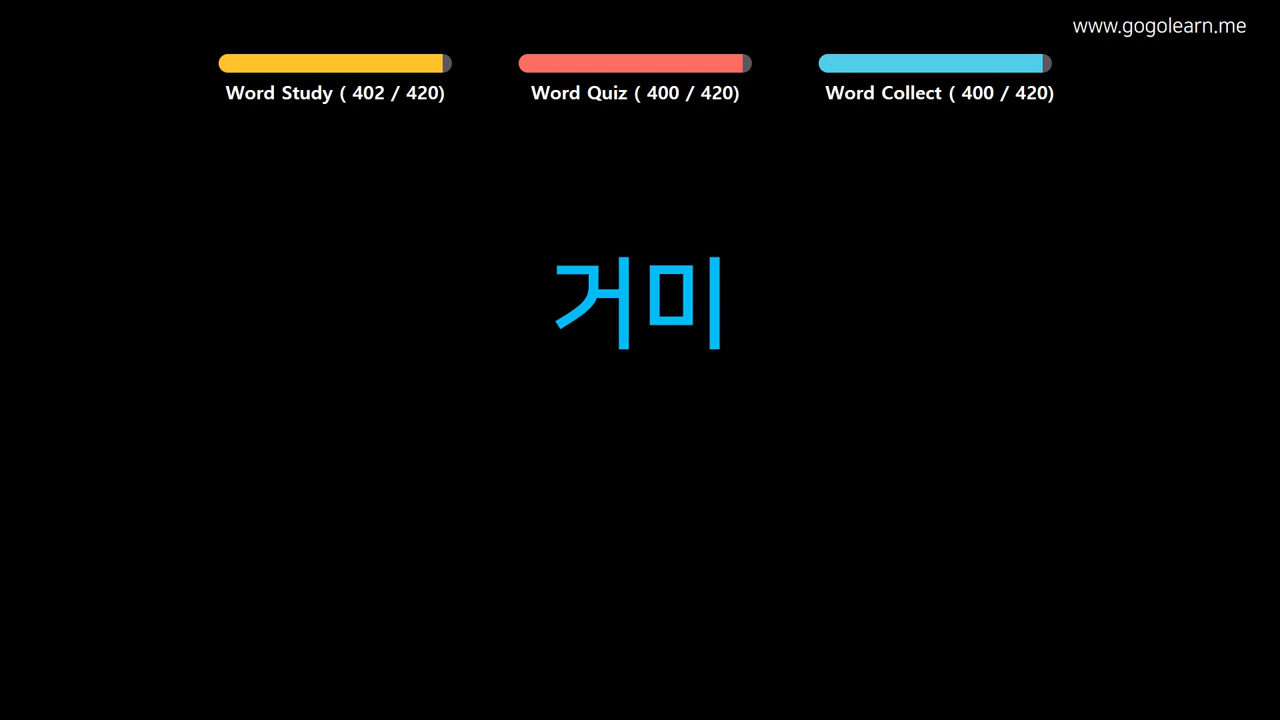 www.gogolearn.me
Word Study ( 402 / 420)
Word Quiz ( 400 / 420)
Word Collect ( 400 / 420)
거미